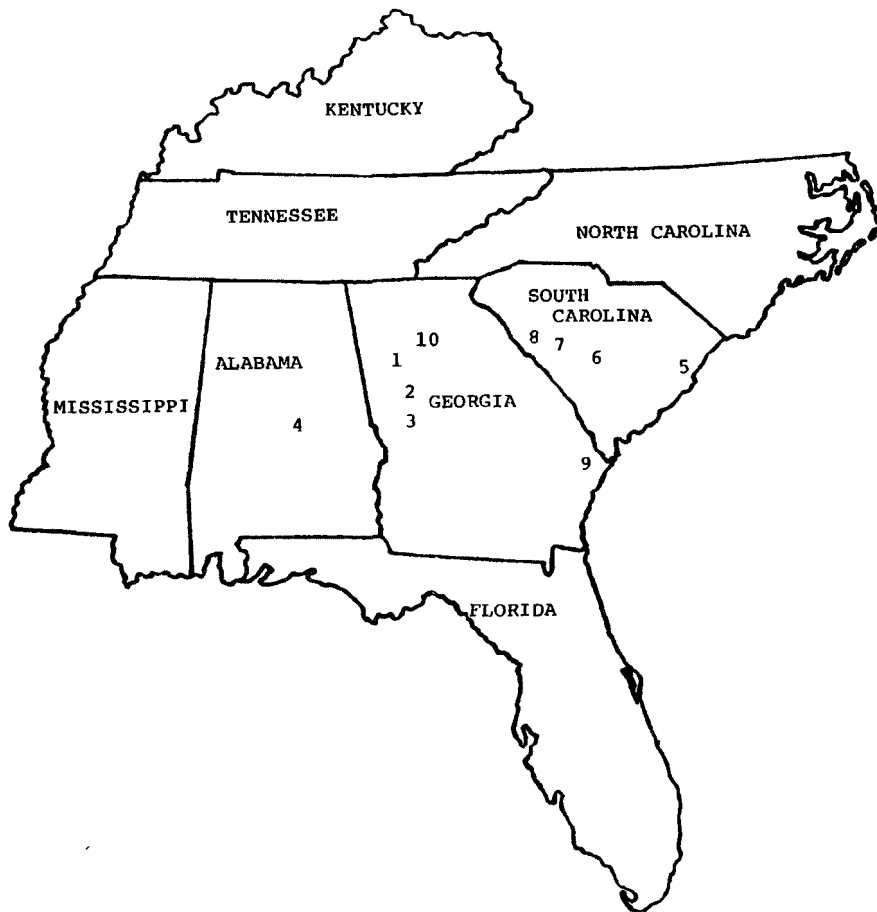 KENTUCKY
TENNESSEE
NORTH CAROLINA
SOUTH
CAROLINA
8
7
6
5
10
1
ALABAMA
2
GEORGIA
MISSISSIPPI
3
4
9
FLORIDA